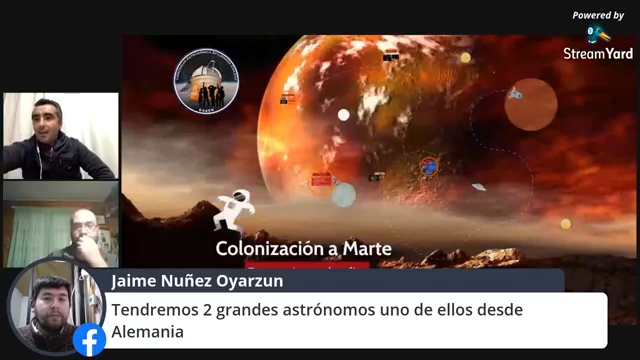 Powered by
StreamYard
Colonización a Marte
Jaime Nuñez Oyarzun
Tendremos 2 grandes astrónomos uno de ellos desde
Alemania